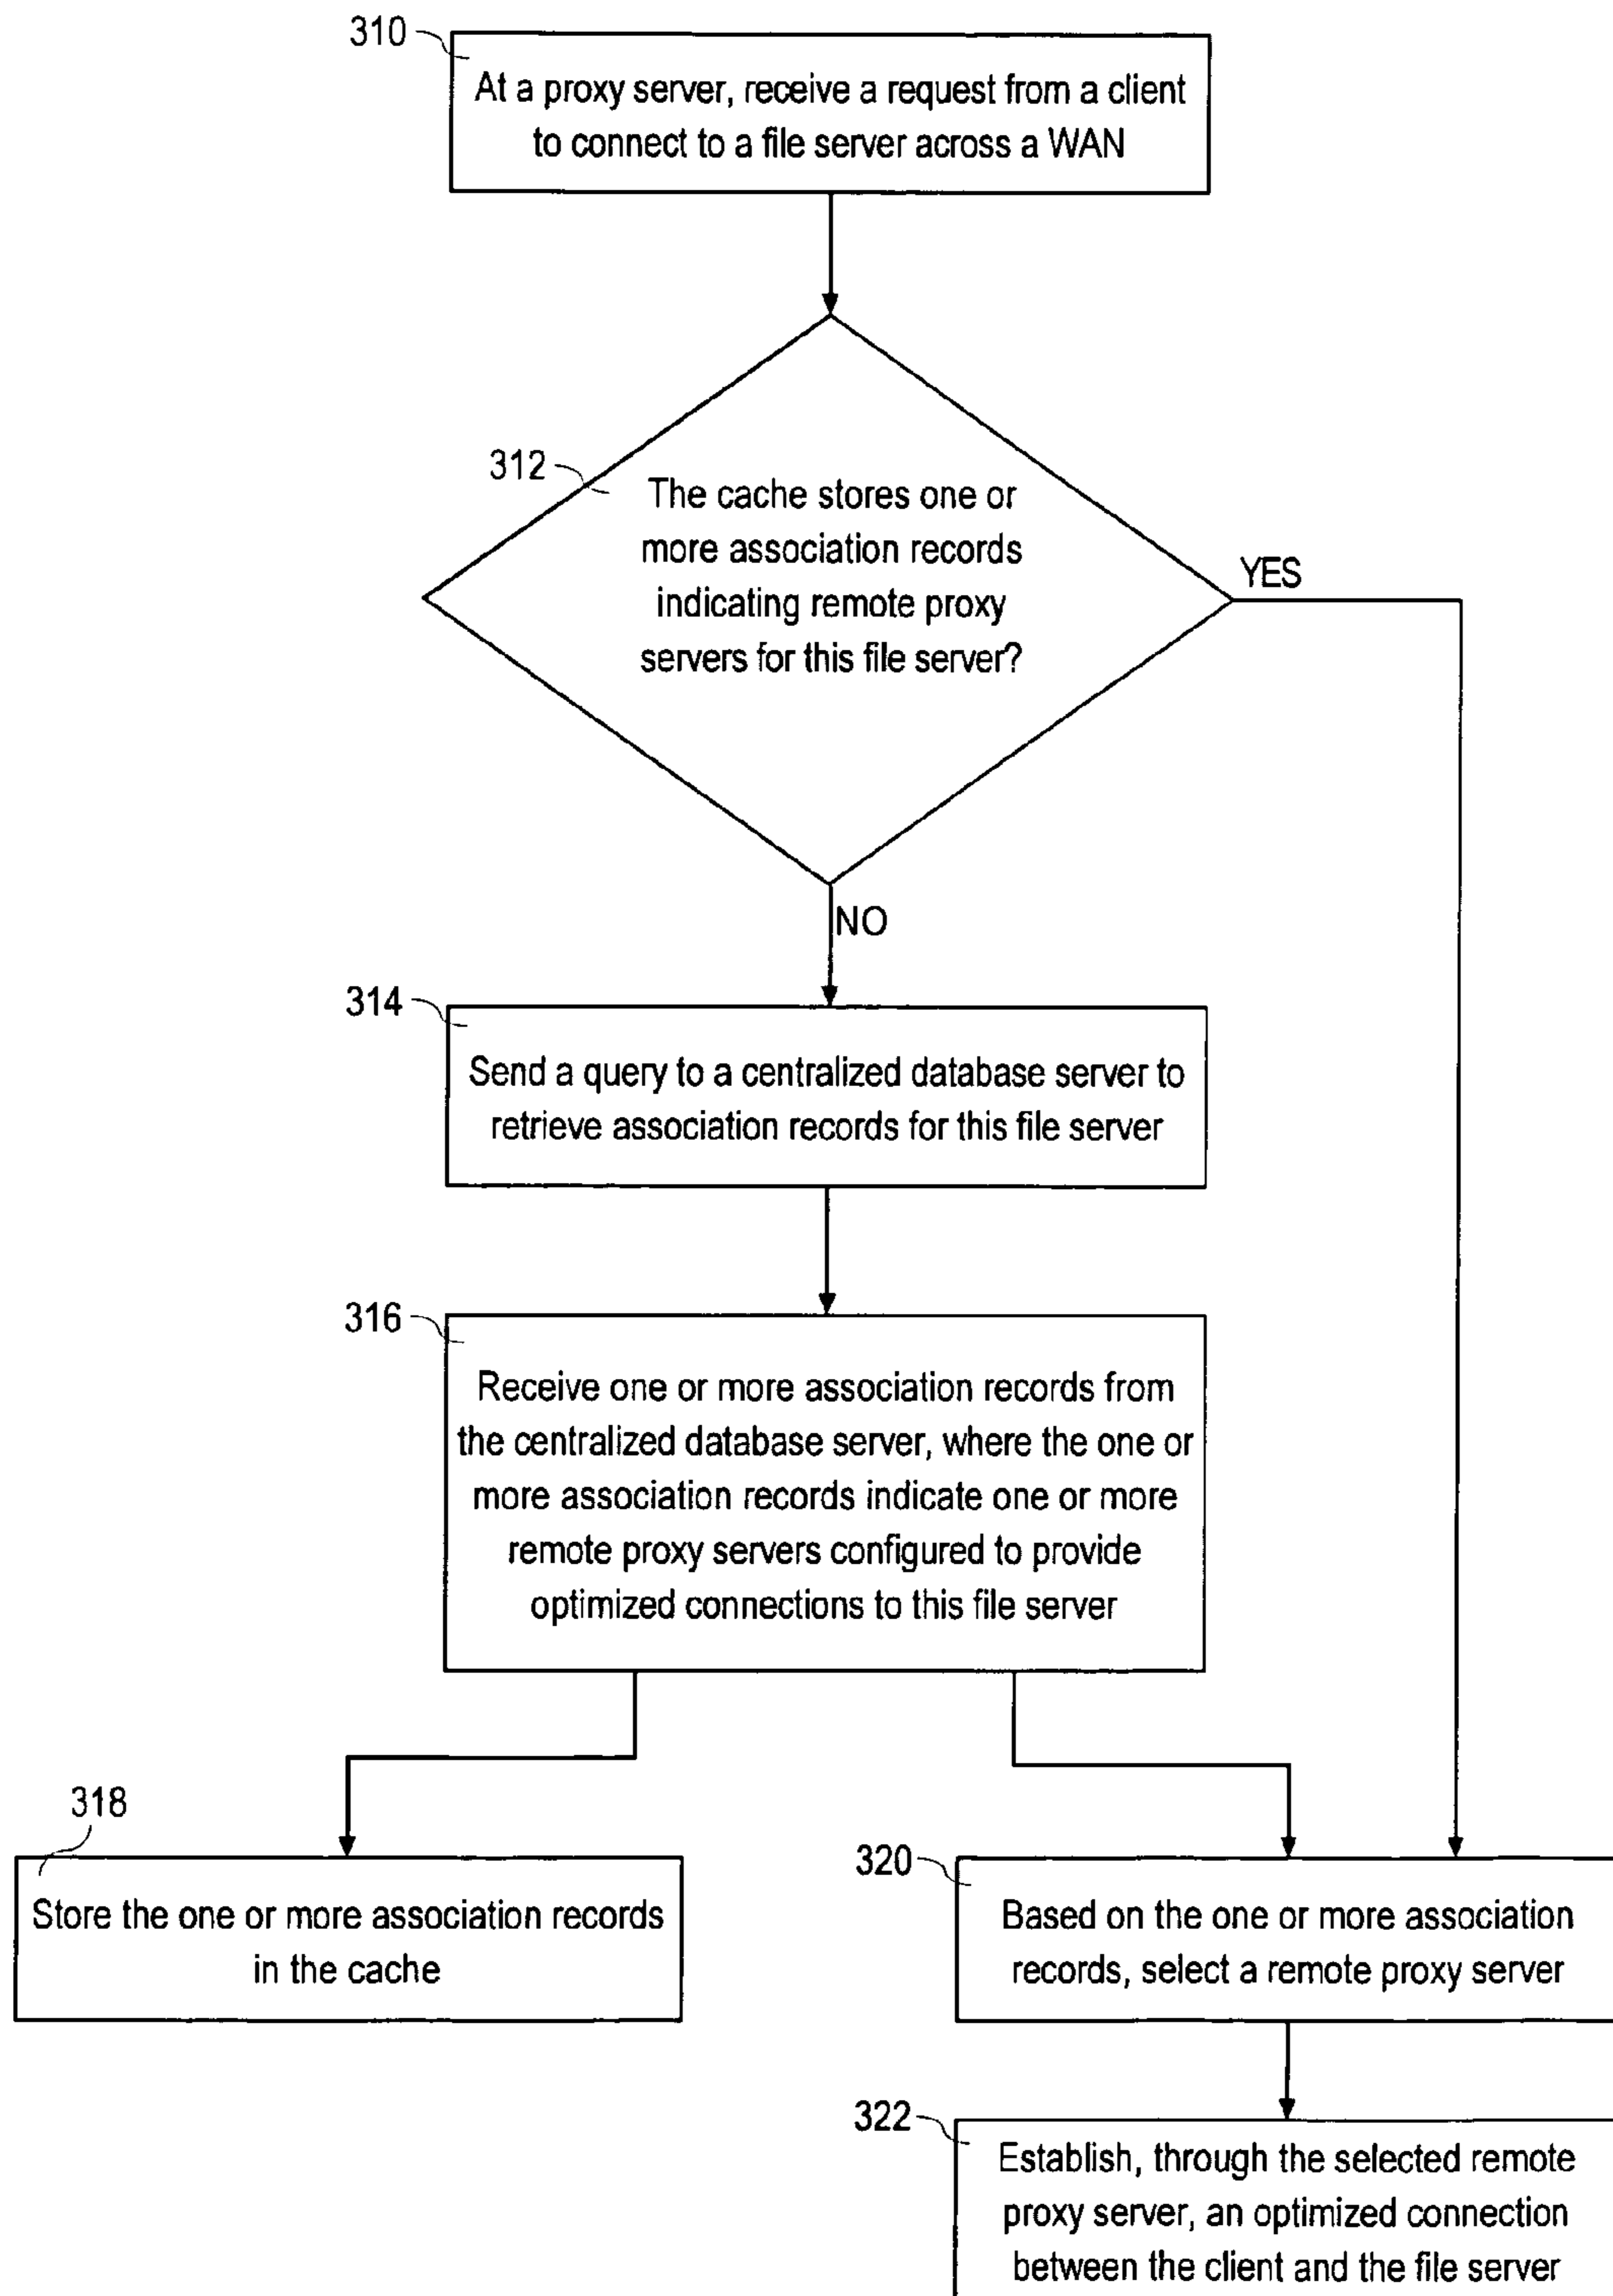 310
At a proxy server, receive a request from a client
to connect to a file server across a WAN
312
The cache stores one or
more association records
indicating remote proxy
servers for this file server?
YES
NO
314
Send a query to a centralized database server to
retrieve association records for this file server
316
Receive one or more association records from
the centralized database server, where the one or
more association records indicate one or more
remote proxy servers configured to provide
optimized connections to this file server
318
Store the one or more association records
in the cache
320
Based on the one or more association
records, select a remote proxy server
322
Establish, through the selected remote
proxy server, an optimized connection
between the client and the file server